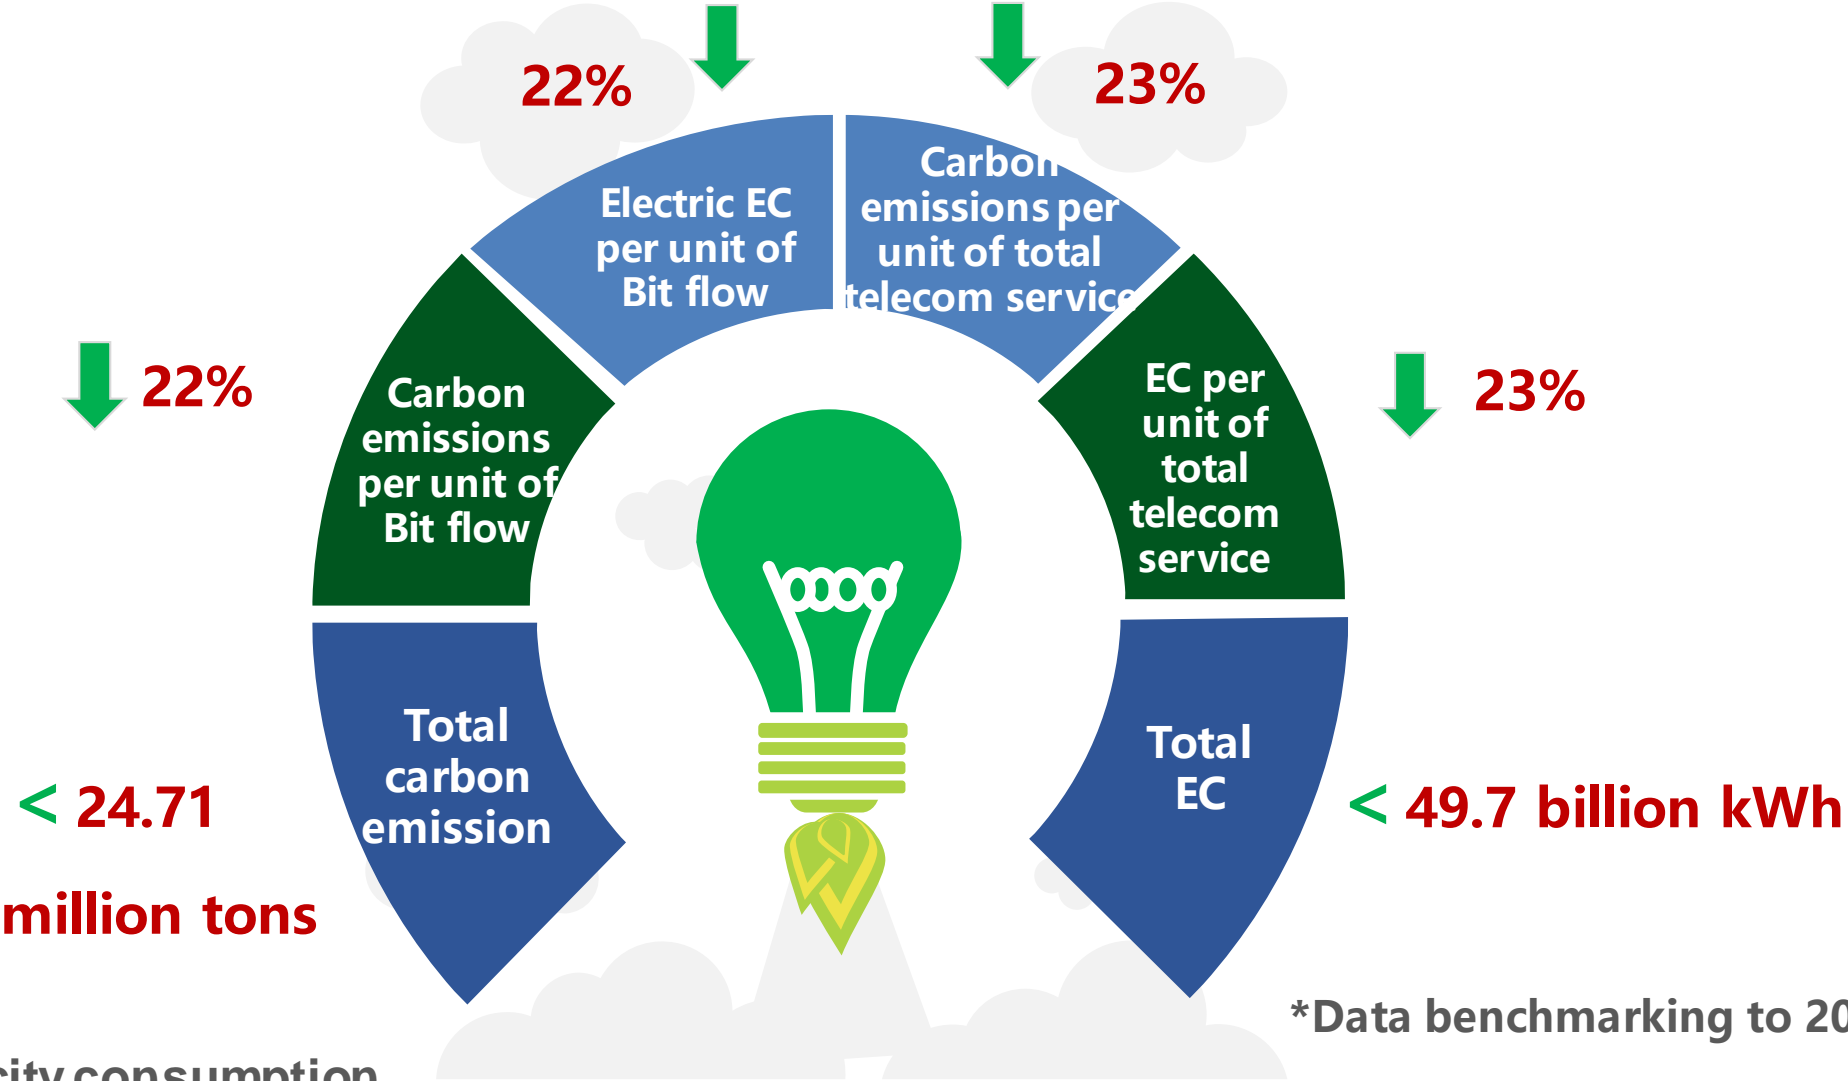 22%
23%
Electric EC
per unit of
Bit flow
Carbon
emissions per
unit of total
telecom service
22%
Carbon
emissions
per unit of
Bit flow
EC per
unit of
total
telecom
service
23%
Total
carbon
emission
< 24.71
million tons
Total
EC
< 49.7 billion kWh
*Data benchmarking to
consumption